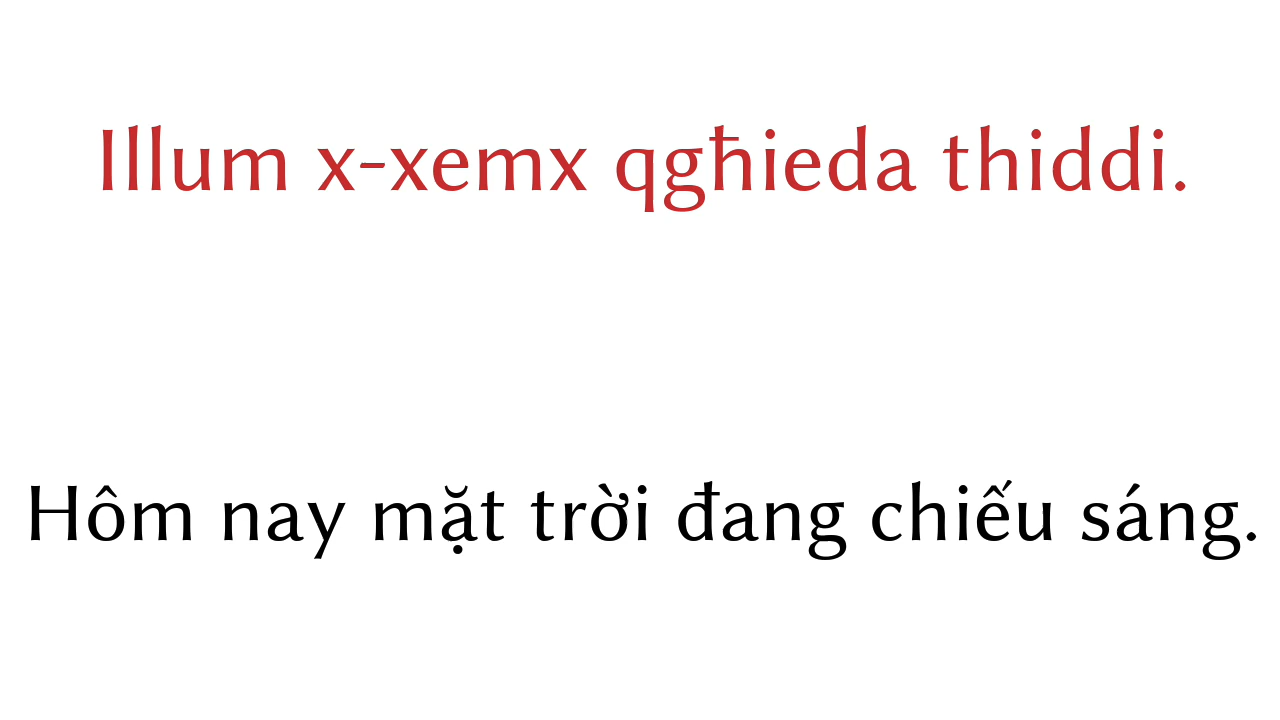 Illum x-xemx qgħieda thiddi.
Hôm nay mặt trời đang chiếu sáng.